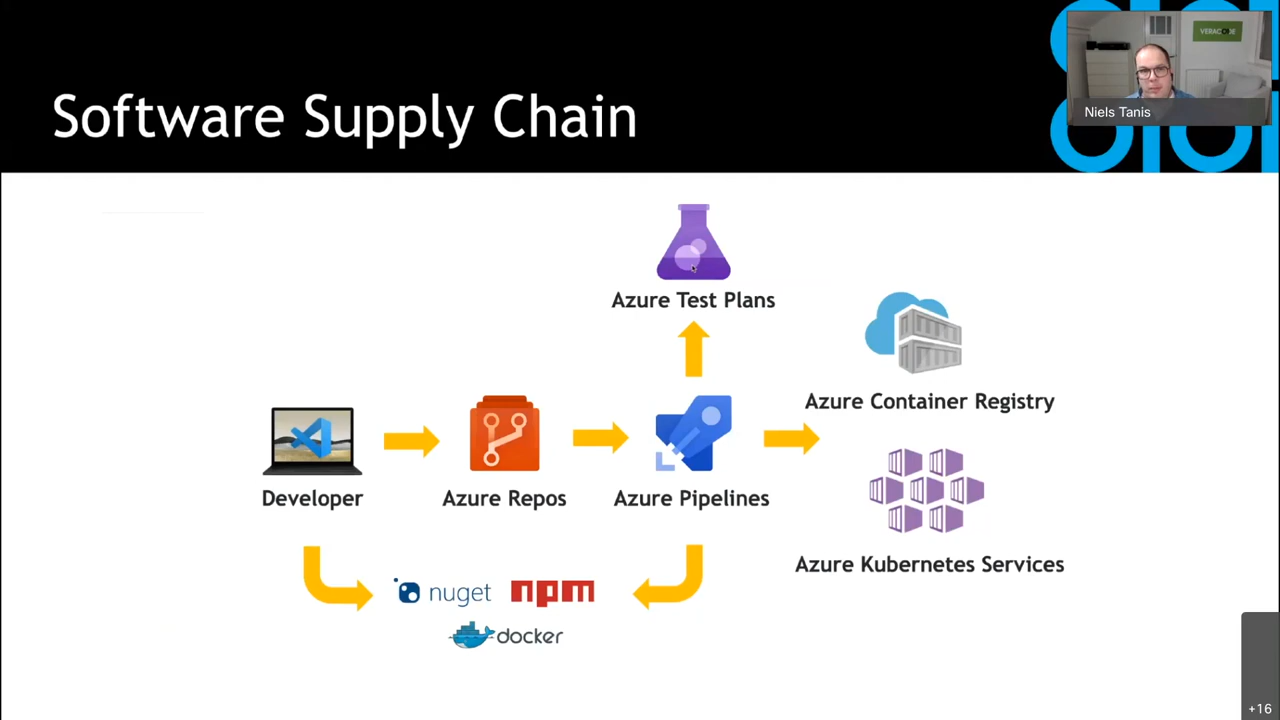 Software Supply Chain
VERACODE
Niels Tanis
Azure Test Plans
Azure Container Registry
Developer
Azure Repos
Azure Pipelines
Azure Kubernetes Services
nuget
npm
docker
+16